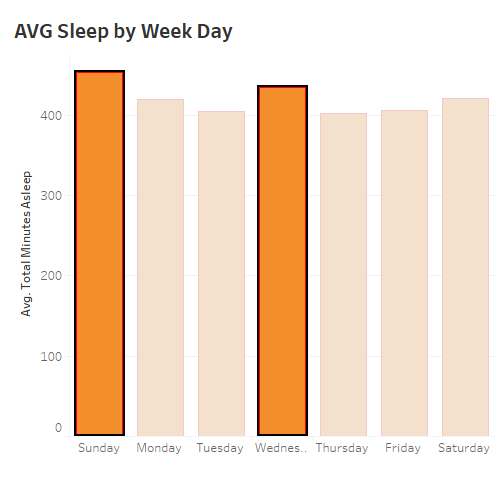 AVG Sleep by Week Day
Avg. Total Minutes Asleep
400
300
200
100
0
Sunday Monday Tuesday Wednes.. Thursday Friday Saturday